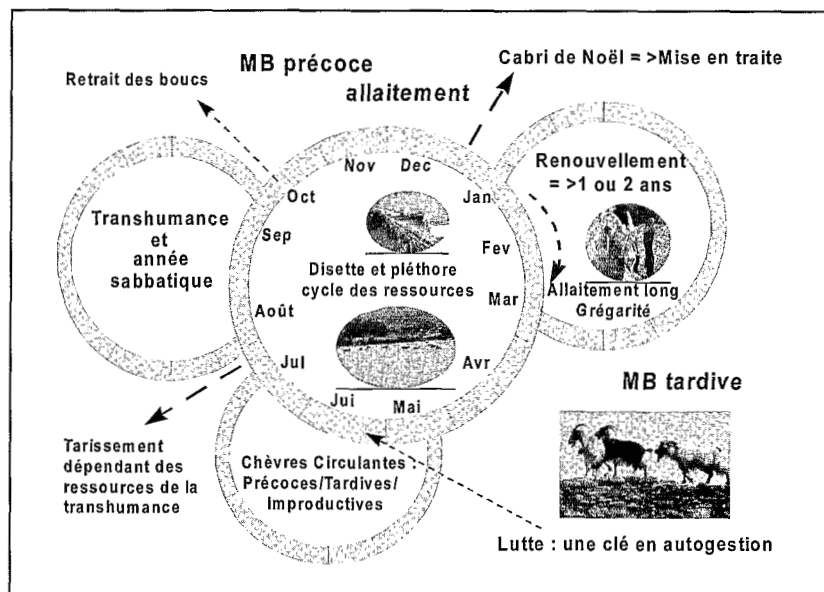 MB précoce
allaitement
Cabri de Noël = >Mise en traite
Retrait des boucs
Nov
Dec
Jan
Fev
Mar
Avr
Mai
Jui
Jul
Août
Sep
Oct
Renouvellement
= >1 ou 2 ans
Allaitement long
Grégarité
Transhumance
et
année
sabbatique
Disette et pléthore
cycle des ressources
MB tardive
Tarissement
dépendant des
ressources de la
transhumance
Chèvres Circulantes :
Précoces/Tardives/
Improductives
Lutte : une clé en autogestion